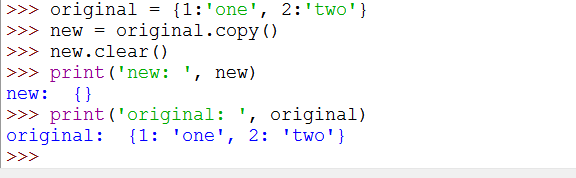 >>> original = {1:'one', 2:'two'}
>>> new = original.copy()
>>> new.clear()
>>> print('new: ', new)
new:  {}
>>> print('original: ', original)
original:  {1: 'one', 2: 'two'}
>>>